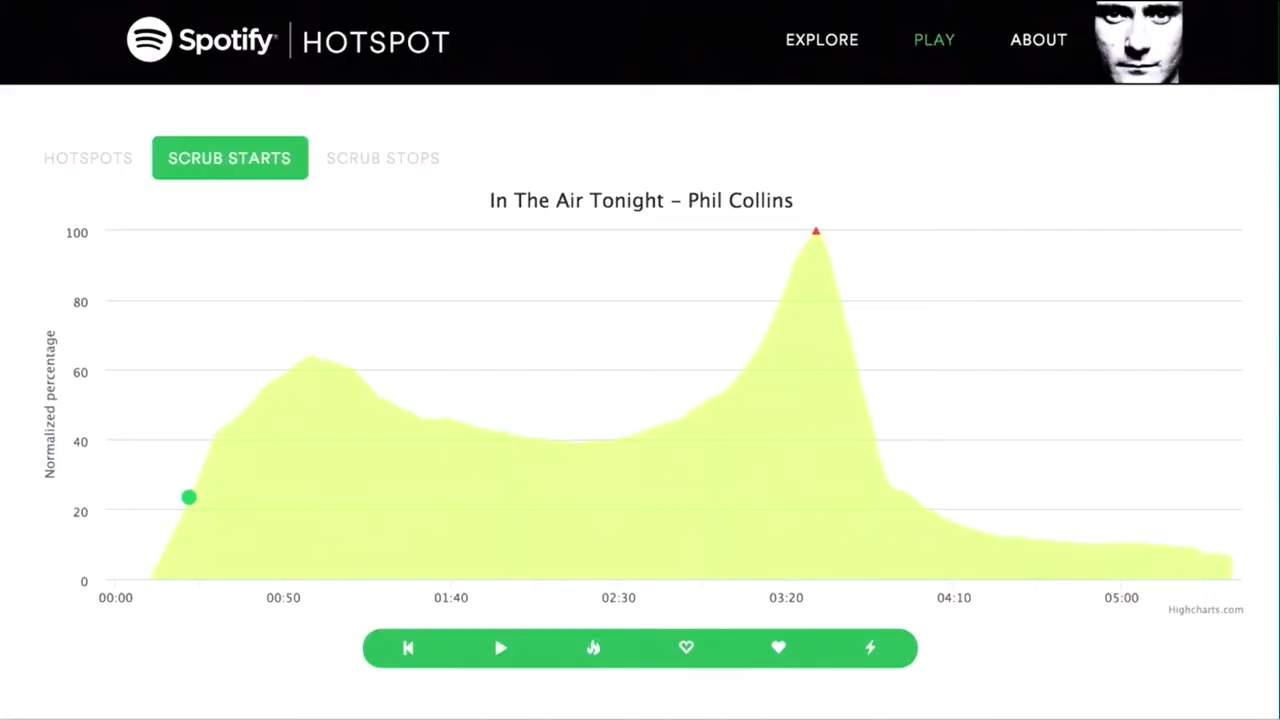 Spotify HOTSPOT EXPLORE PLAY ABOUT
HOTSPOTS SCRUB STARTS SCRUB STOPS
In The Air Tonight – Phil Collins
Normalized percentage
100
80
60
40
20
0
00:00 00:50 01:40 02:30 03:20 04:10 05:00
Highcharts.com